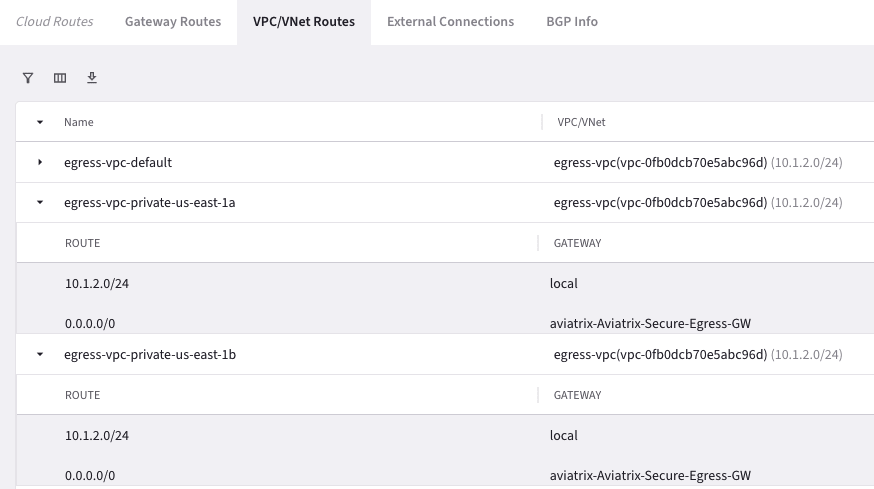 Cloud Routes Gateway Routes VPC/VNet Routes External Connections BGP Info
Name VPC/VNet
egress-vpc-default egress-vpc(vpc-0fb0dcb70e5abc96d) (10.1.2.0/24)
egress-vpc-private-us-east-1a egress-vpc(vpc-0fb0dcb70e5abc96d) (10.1.2.0/24)
ROUTE GATEWAY
10.1.2.0/24 local
0.0.0.0/0 aviatrix-Aviatrix-Secure-Egress-GW
egress-vpc-private-us-east-1b egress-vpc(vpc-0fb0dcb70e5abc96d) (10.1.2.0/24)
ROUTE GATEWAY
10.1.2.0/24 local
0.0.0.0/0 aviatrix-Aviatrix-Secure-Egress-GW